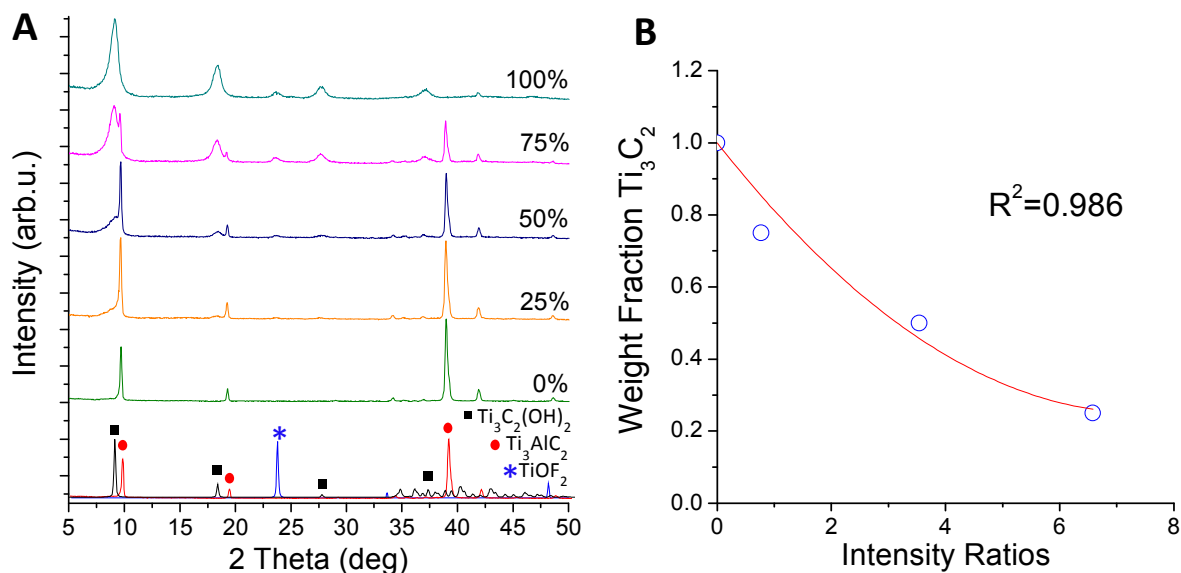 A
Intensity (arb.u.)
100%
75%
50%
25%
0%
■ Ti₃C₂(OH)₂
● Ti₃AlC₂
* TiOF₂
*
5 10 15 20 25 30 35 40 45 50
2 Theta (deg)
B
Weight Fraction Ti₃C₂
1.2
1.0
0.8
0.6
0.4
0.2
0.0
R²=0.986
0 2 4 6 8
Intensity Ratios